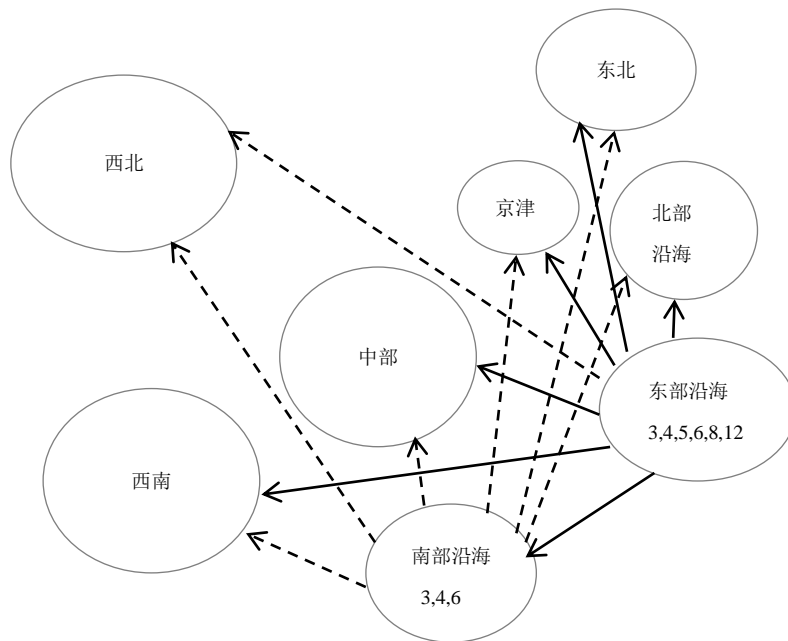 东北
西北
京津
北部
沿海
中部
东部沿海
3,4,5,6,8,12
西南
南部沿海
3,4,6